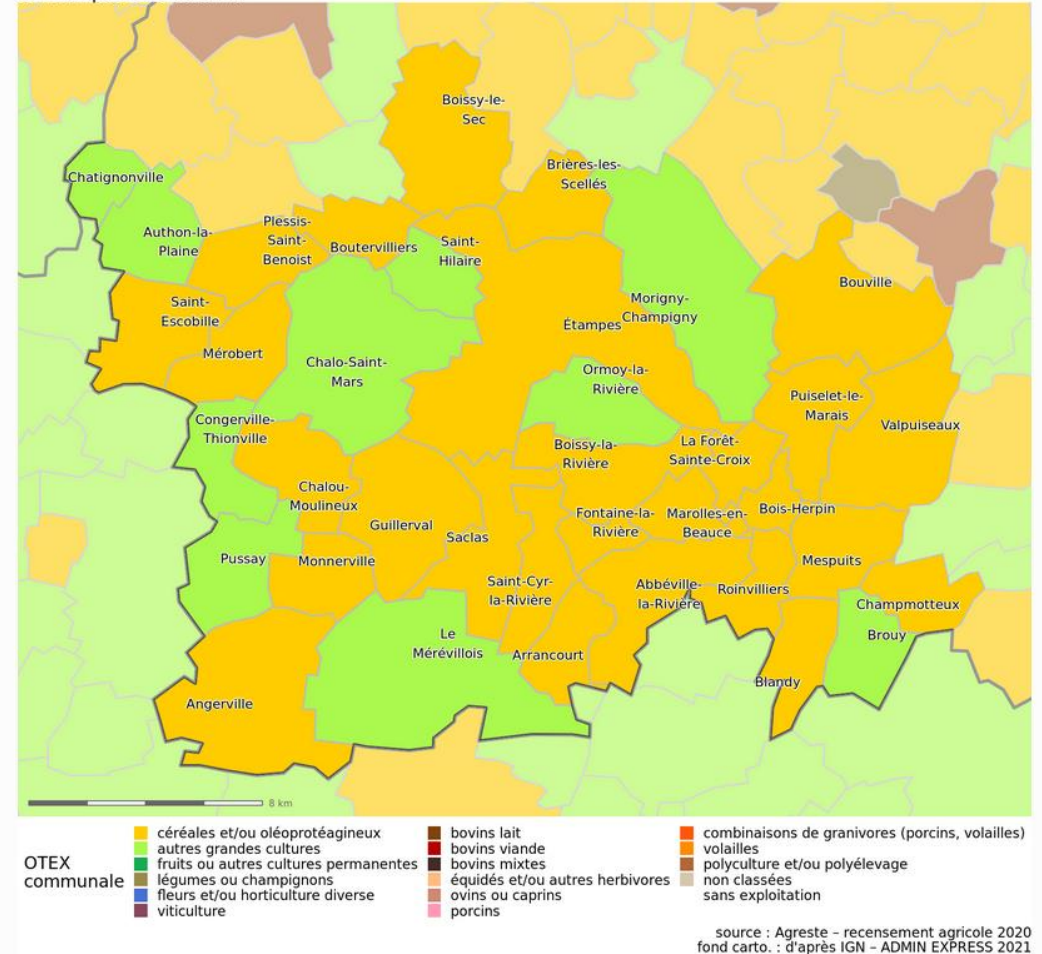 Boissy-le-
Sec
Brières-les-
Scellés
Chatignonville
Authon-la-
Plaine
Plessis-
Saint-
Benoist
Boutervilliers
Saint-
Hilaire
Bouville
Saint-
Escobille
Morigny-
Champigny
Étampes
Mérobert
Chalo-Saint-
Mars
Ormoy-la-
Rivière
Puiselet-le-
Marais
Valpuiseaux
Congerville-
Thionville
La Forêt-
Sainte-Croix
Boissy-la-
Rivière
Chalou-
Moulineux
Guillerval
Saclas
Fontaine-la-
Rivière
Marolles-en-
Beauce
Bois-Herpin
Pussay
Monnerville
Mespuits
Saint-Cyr-
la-Rivière
Abbéville-
la-Rivière
Roinvilliers
Champmotteux
Le
Mérévillois
Arrancourt
Brouy
Blandy
Angerville
8 km
OTEX
communale
céréales et/ou oléoprotéagineux
autres grandes cultures
fruits ou autres cultures permanentes
légumes ou champignons
fleurs et/ou horticulture diverse
viticulture
bovins lait
bovins viande
bovins mixtes
équidés et/ou autres herbivores
ovins ou caprins
porcins
combinaisons de granivores (porcins, volailles)
volailles
polyculture et/ou polyélevage
non classées
sans exploitation
source : Agreste – recensement agricole 2020
fond carto. : d'après IGN – ADMIN EXPRESS 2021